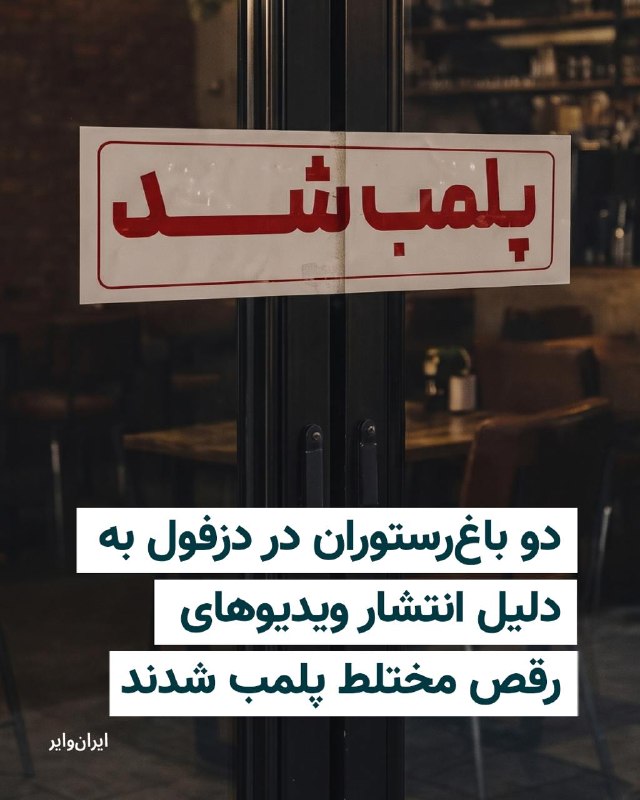 پلمب شد
دو باغ‌رستوران در دزفول به
دلیل انتشار ویدیوهای
رقص مختلط پلمب شدند
ایران‌وایر